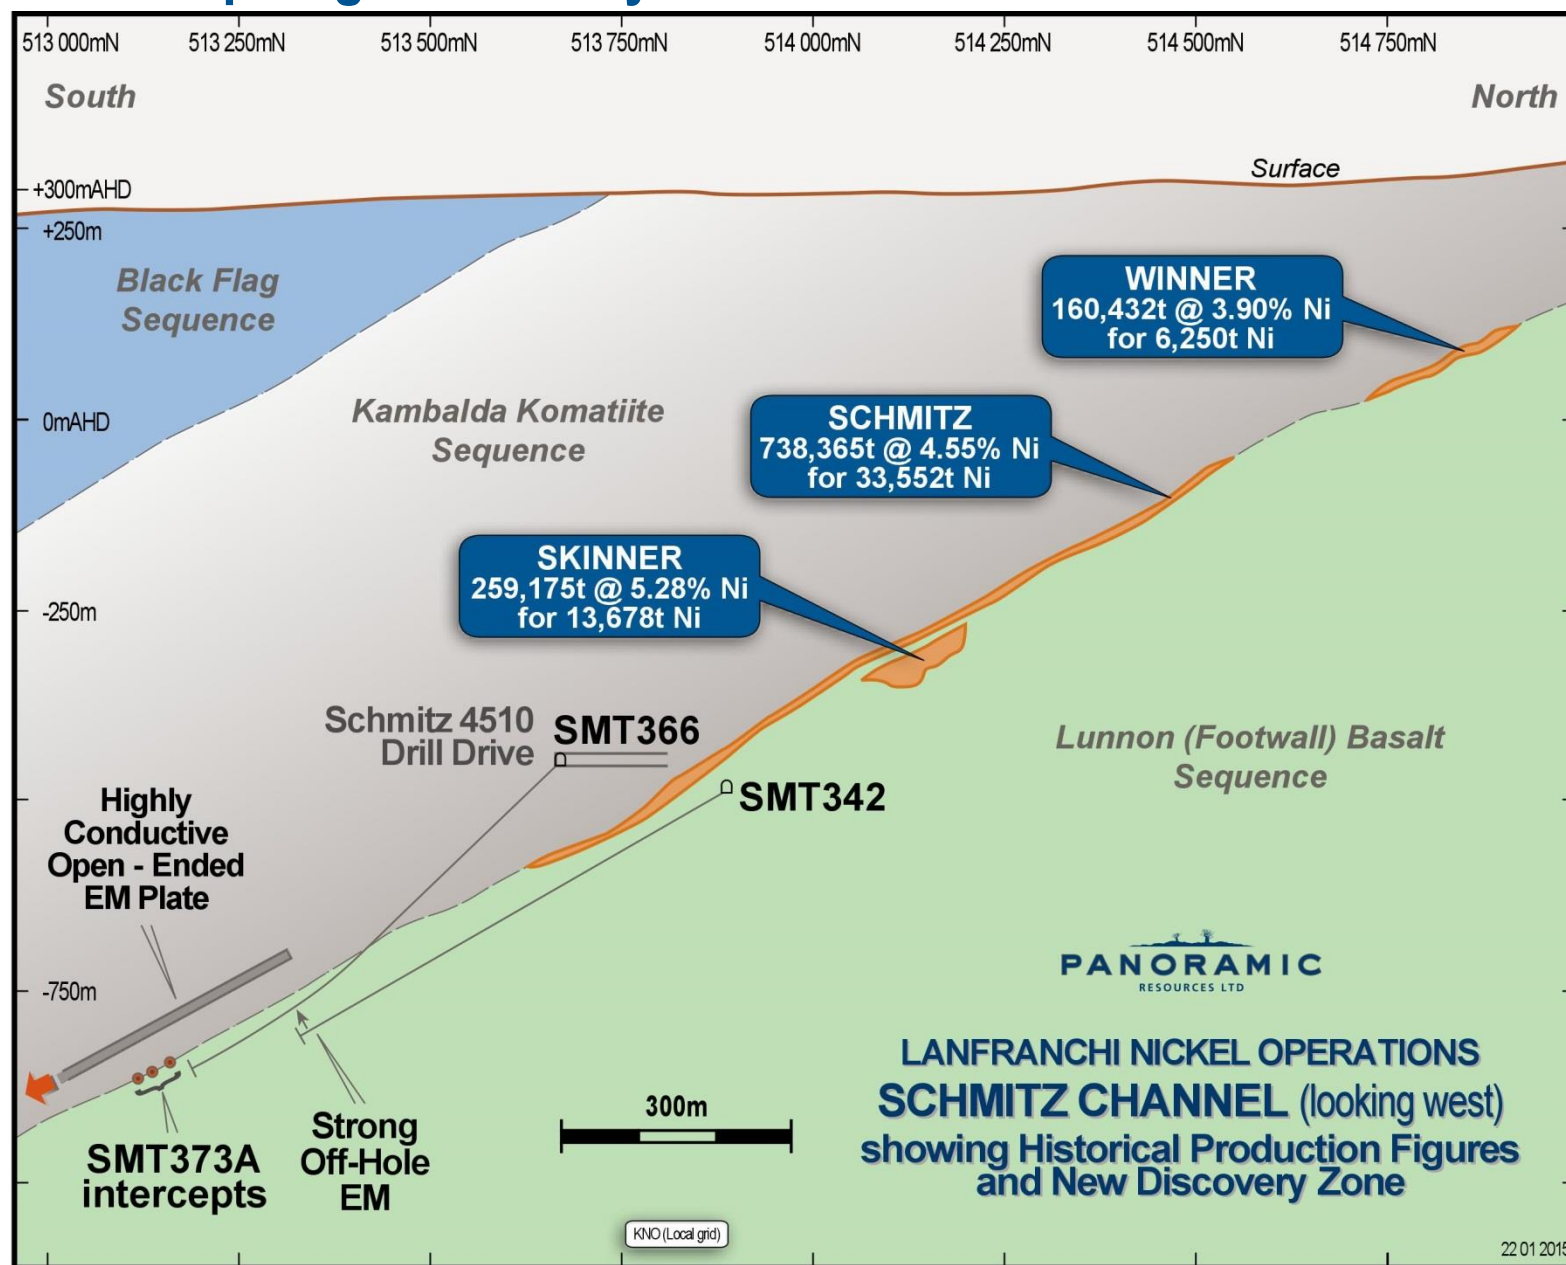 513 000mN 513 250mN 513 500mN 513 750mN 514 000mN 514 250mN 514 500mN 514 750mN
South
North
Surface
+300mAHD
+250m
Black Flag
Sequence
WINNER
160,432t @ 3.90% Ni
for 6,250t Ni
0mAHD
Kambalda Komatiite
Sequence
SCHMITZ
738,365t @ 4.55% Ni
for 33,552t Ni
SKINNER
259,175t @ 5.28% Ni
for 13,678t Ni
-250m
Schmitz 4510
Drill Drive
SMT366
SMT342
Lunnon (Footwall) Basalt
Sequence
Highly
Conductive
Open - Ended
EM Plate
-750m
PANORAMIC
RESOURCES LTD
LANFRANCHI NICKEL OPERATIONS
SCHMITZ CHANNEL (looking west)
showing Historical Production Figures
and New Discovery Zone
300m
Strong
Off-Hole
EM
SMT373A
intercepts
KNO (Local grid)
22 01 2015